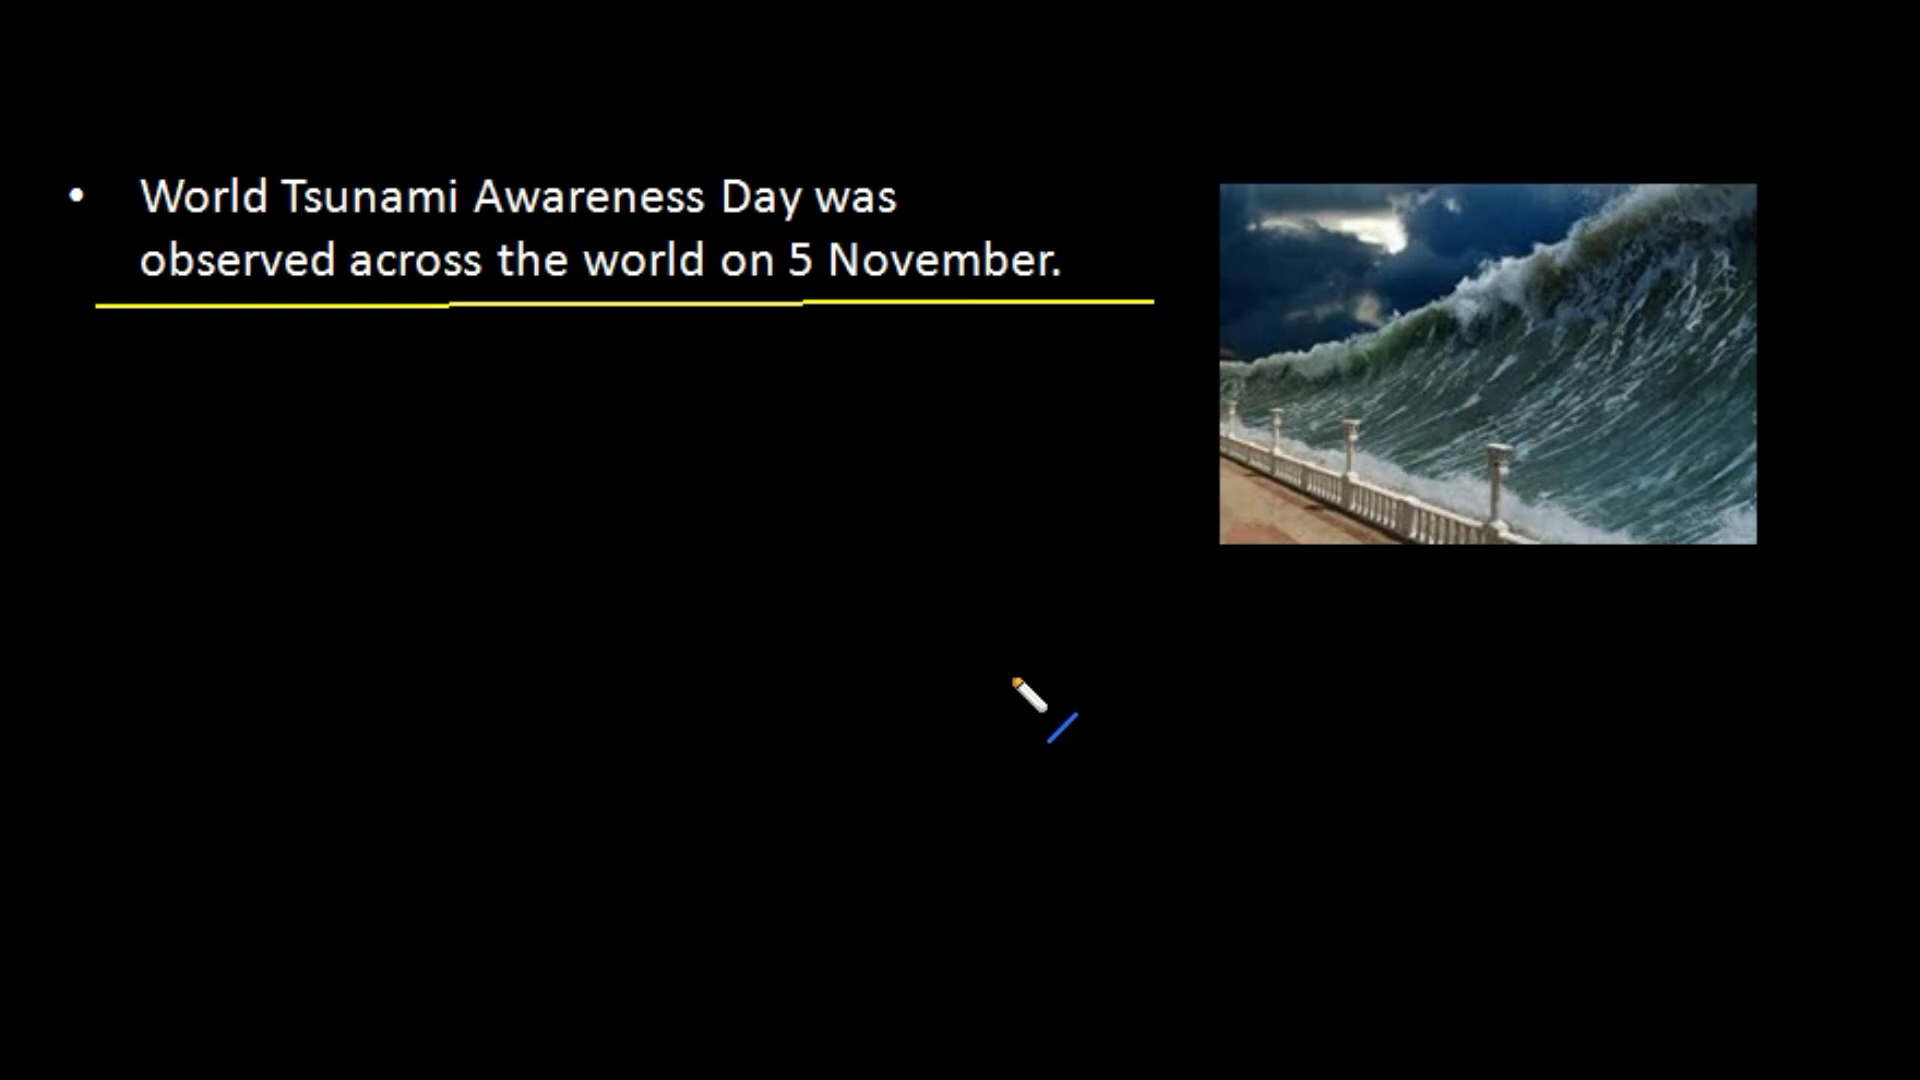 • World Tsunami Awareness Day was
observed across the world on 5 November.